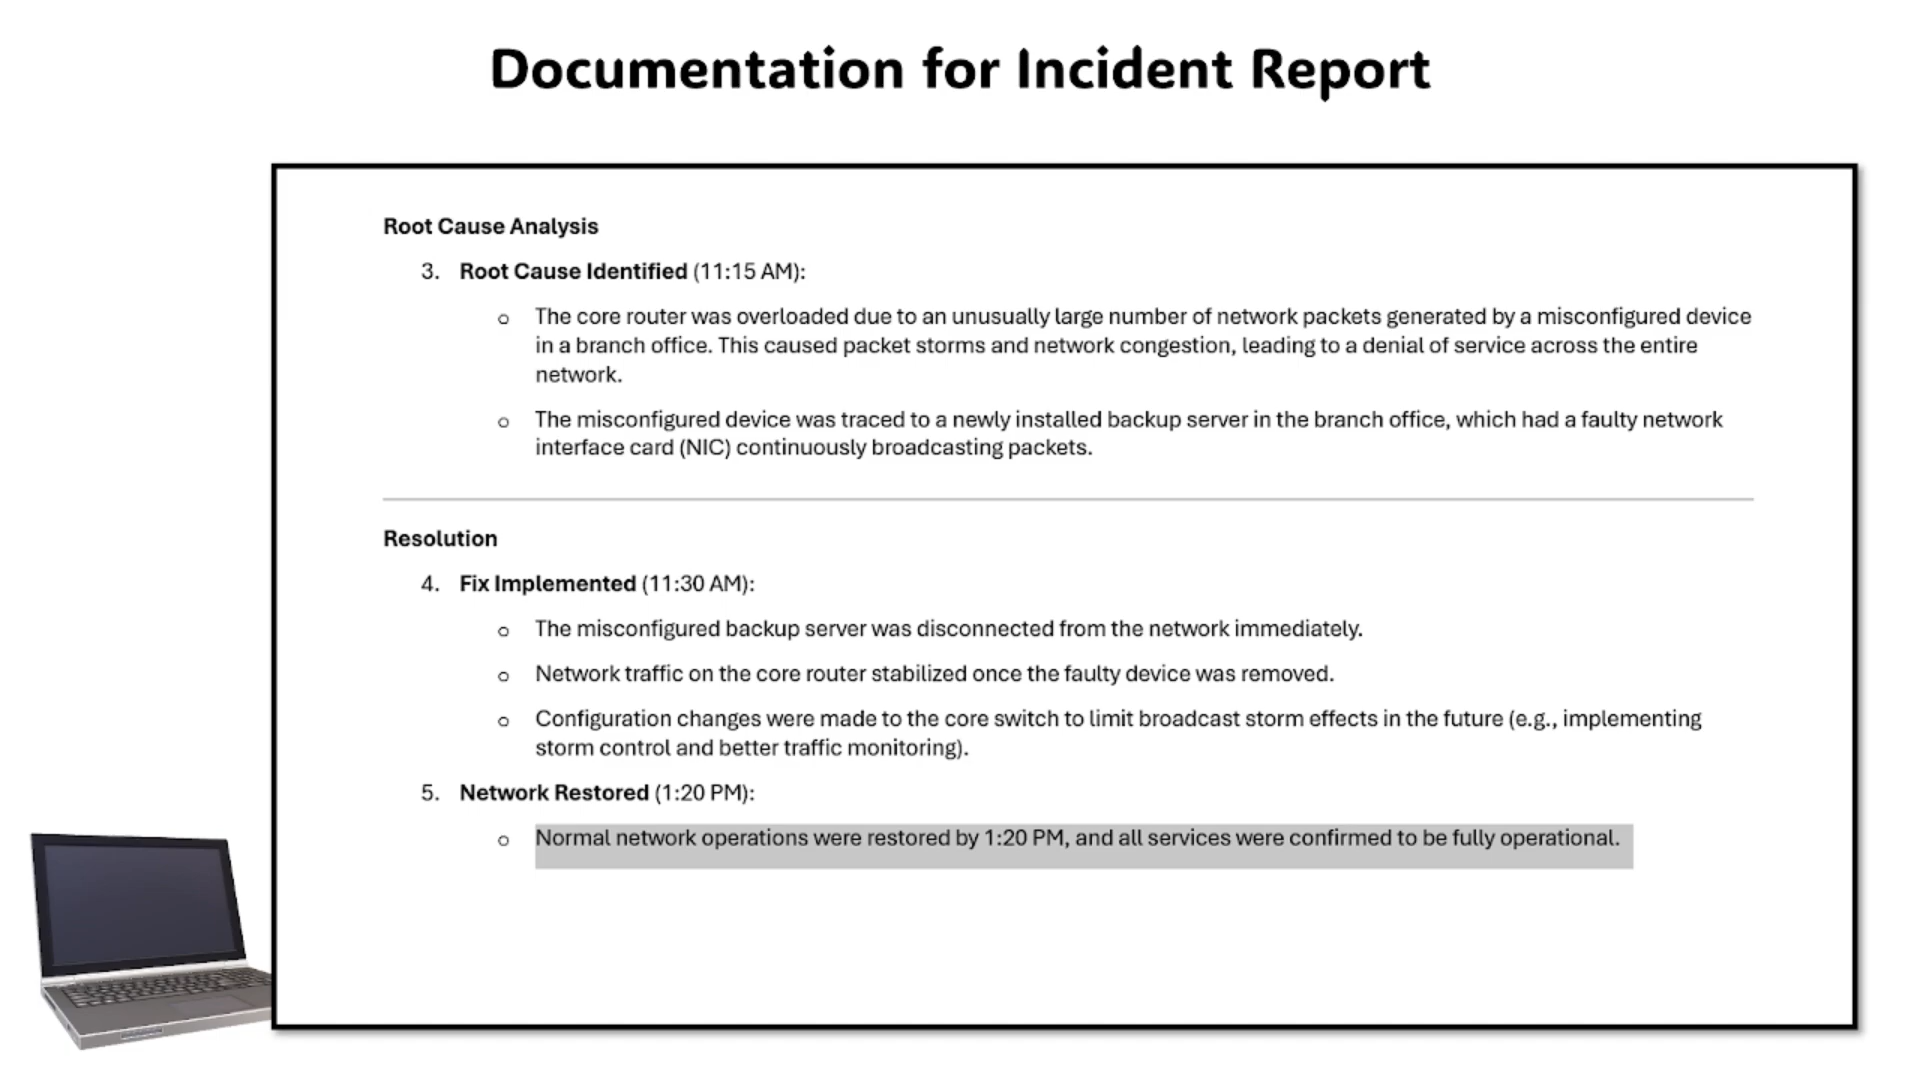 Documentation for Incident Report
Root Cause Analysis
3. Root Cause Identified (11:15 AM):
o The core router was overloaded due to an unusually large number of network packets generated by a misconfigured device
in a branch office. This caused packet storms and network congestion, leading to a denial of service across the entire
network.
o The misconfigured device was traced to a newly installed backup server in the branch office, which had a faulty network
interface card (NIC) continuously broadcasting packets.
Resolution
4. Fix Implemented (11:30 AM):
o The misconfigured backup server was disconnected from the network immediately.
o Network traffic on the core router stabilized once the faulty device was removed.
o Configuration changes were made to the core switch to limit broadcast storm effects in the future (e.g., implementing
storm control and better traffic monitoring).
5. Network Restored (1:20 PM):
o Normal network operations were restored by 1:20 PM, and all services were confirmed to be fully operational.